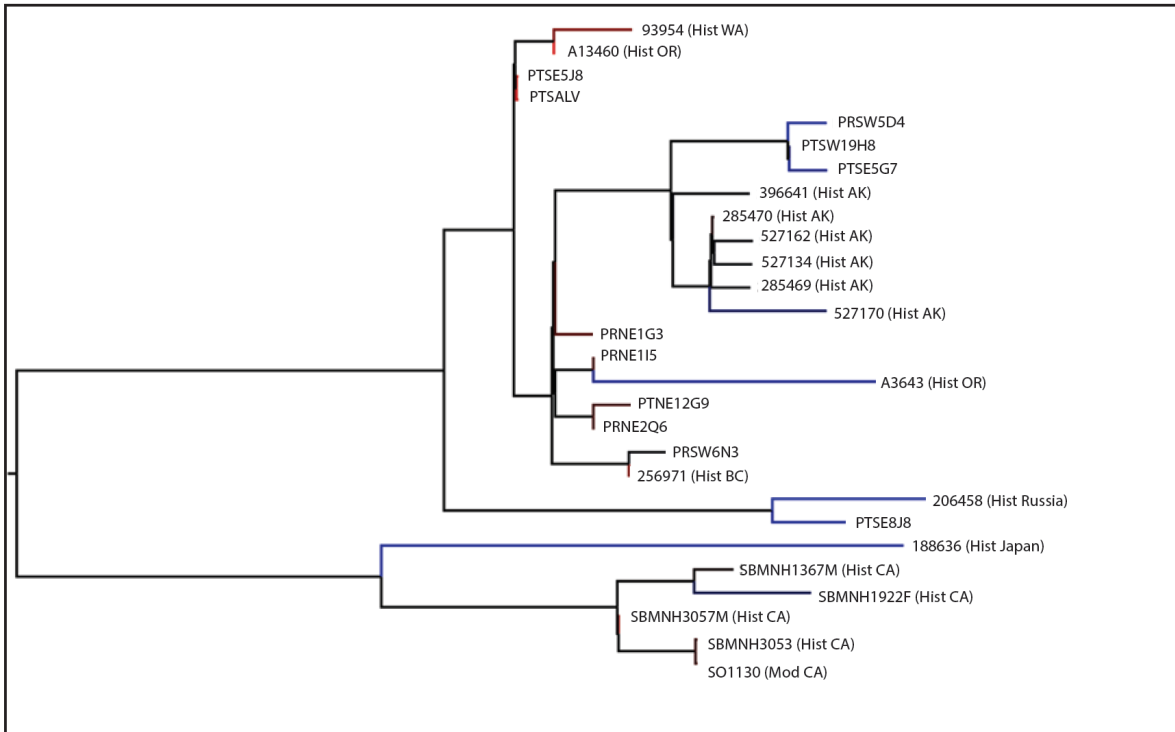 93954 (Hist WA)
A13460 (Hist OR)
PTSE5J8
PTSALV
PRSW5D4
PTSW19H8
PTSE5G7
396641 (Hist AK)
285470 (Hist AK)
527162 (Hist AK)
527134 (Hist AK)
285469 (Hist AK)
527170 (Hist AK)
PRNE1G3
PRNE1I5
A3643 (Hist OR)
PTNE12G9
PRNE2Q6
PRSW6N3
256971 (Hist BC)
206458 (Hist Russia)
PTSE8J8
188636 (Hist Japan)
SBMNH1367M (Hist CA)
SBMNH1922F (Hist CA)
SBMNH3057M (Hist CA)
SBMNH3053 (Hist CA)
SO1130 (Mod CA)